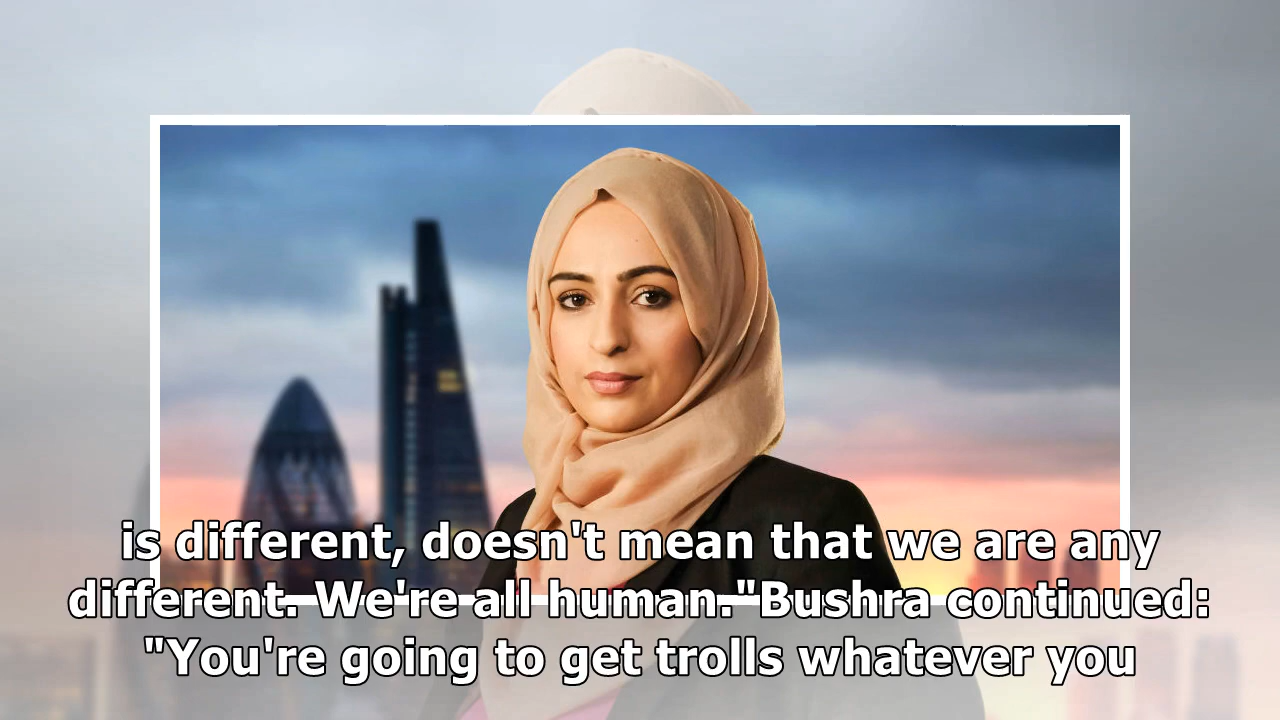 is different, doesn't mean that we are any
different. We're all human."Bushra continued:
"You're going to get trolls whatever you